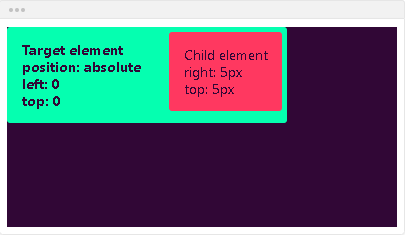 Target element
position: absolute
left: 0
top: 0
Child element
right: 5px
top: 5px